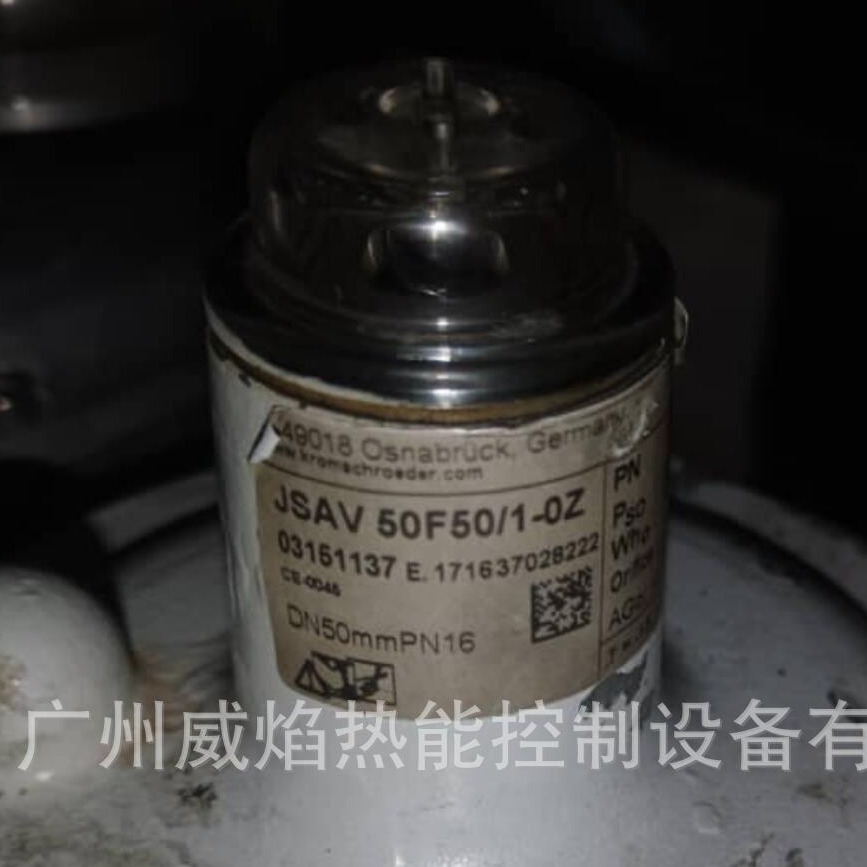 49018 Osnabrück, Germany
www.kromschroeder.com
JSAV 50F50/1-0Z
03151137 E. 171637028222
CE-0045
DN50mmPN16
PN
Pso
Who
Orifice
广州威焰热能控制设备有